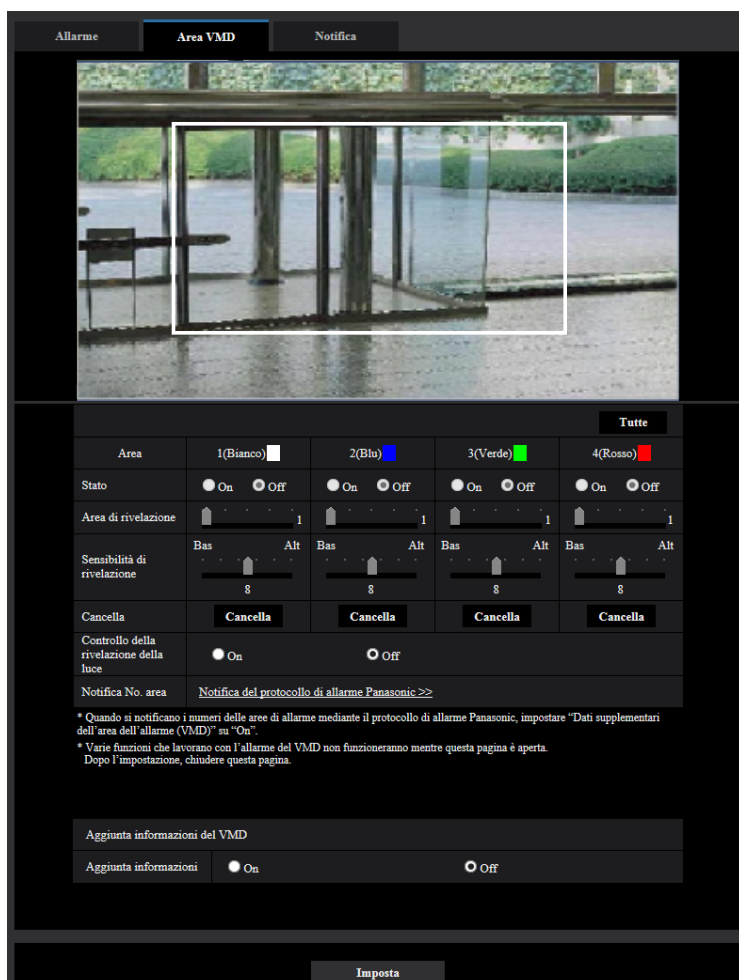 Allarme Area VMD Notifica
Tutte
Area 1(Bianco) 2(Blu) 3(Verde) 4(Rosso)
Stato On Off On Off On Off On Off
Area di rivelazione 1 1 1 1
Sensibilità di
rivelazione
Bas Alt Bas Alt Bas Alt Bas Alt
8 8 8 8
Cancella Cancella Cancella Cancella Cancella
Controllo della
rivelazione della
luce
On Off
Notifica No. area Notifica del protocollo di allarme Panasonic >>
* Quando si notificano i numeri delle aree di allarme mediante il protocollo di allarme Panasonic, impostare “Dati supplementari
dell’area dell’allarme (VMD)” su “On”.
* Varie funzioni che lavorano con l’allarme del VMD non funzioneranno mentre questa pagina è aperta.
Dopo l’impostazione, chiudere questa pagina.
Aggiunta informazioni del VMD
Aggiunta informazioni On Off
Imposta